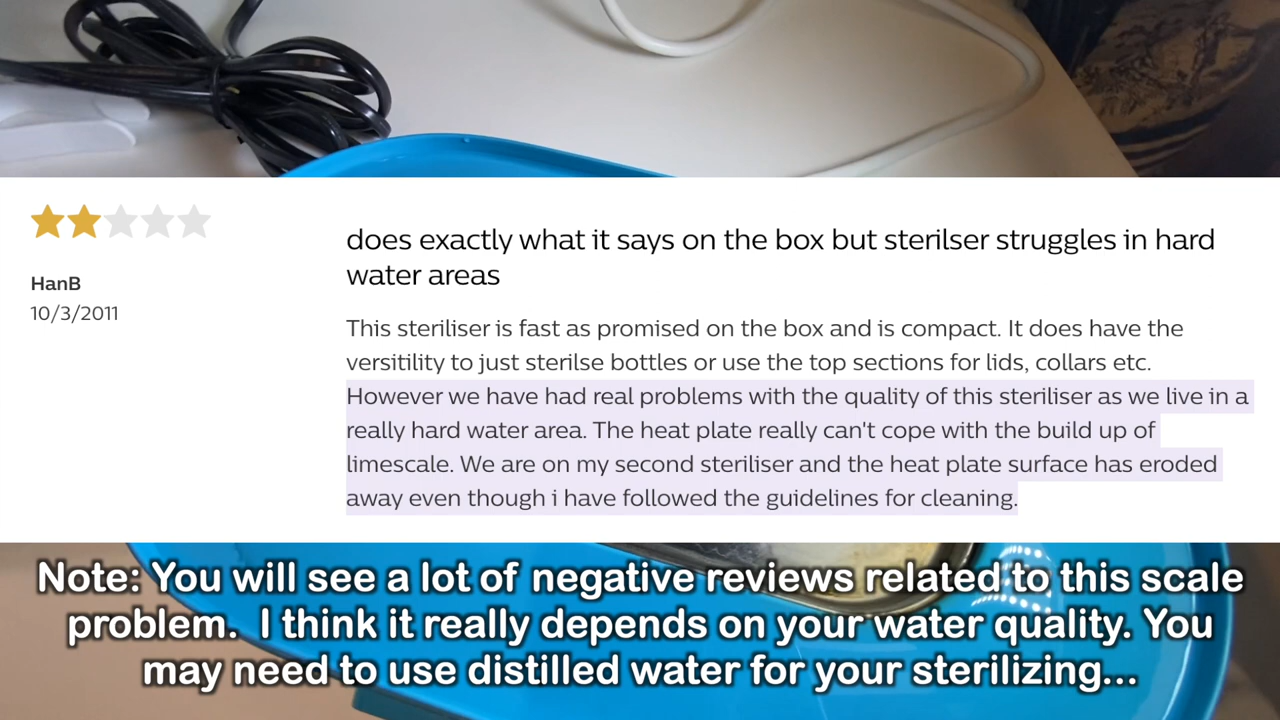 HanB
10/3/2011
does exactly what it says on the box but sterilser struggles in hard
water areas
This steriliser is fast as promised on the box and is compact. It does have the
versitility to just sterilse bottles or use the top sections for lids, collars etc.
However we have had real problems with the quality of this steriliser as we live in a
really hard water area. The heat plate really can't cope with the build up of
limescale. We are on my second steriliser and the heat plate surface has eroded
away even though i have followed the guidelines for cleaning.
Note: You will see a lot of negative reviews related to this scale
problem.  I think it really depends on your water quality. You
may need to use distilled water for your sterilizing...